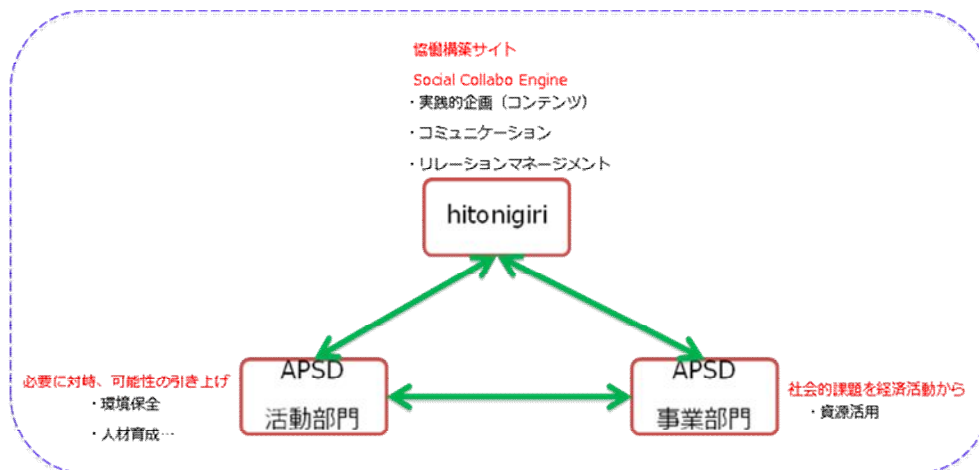 協働構築サイト
Social Collabo Engine
・実践的企画（コンテンツ）
・コミュニケーション
・リレーションマネージメント
hitonigiri
必要に対峙、可能性の引き上げ
・環境保全
・人材育成…
APSD
活動部門
APSD
事業部門
社会的課題を経済活動から
・資源活用